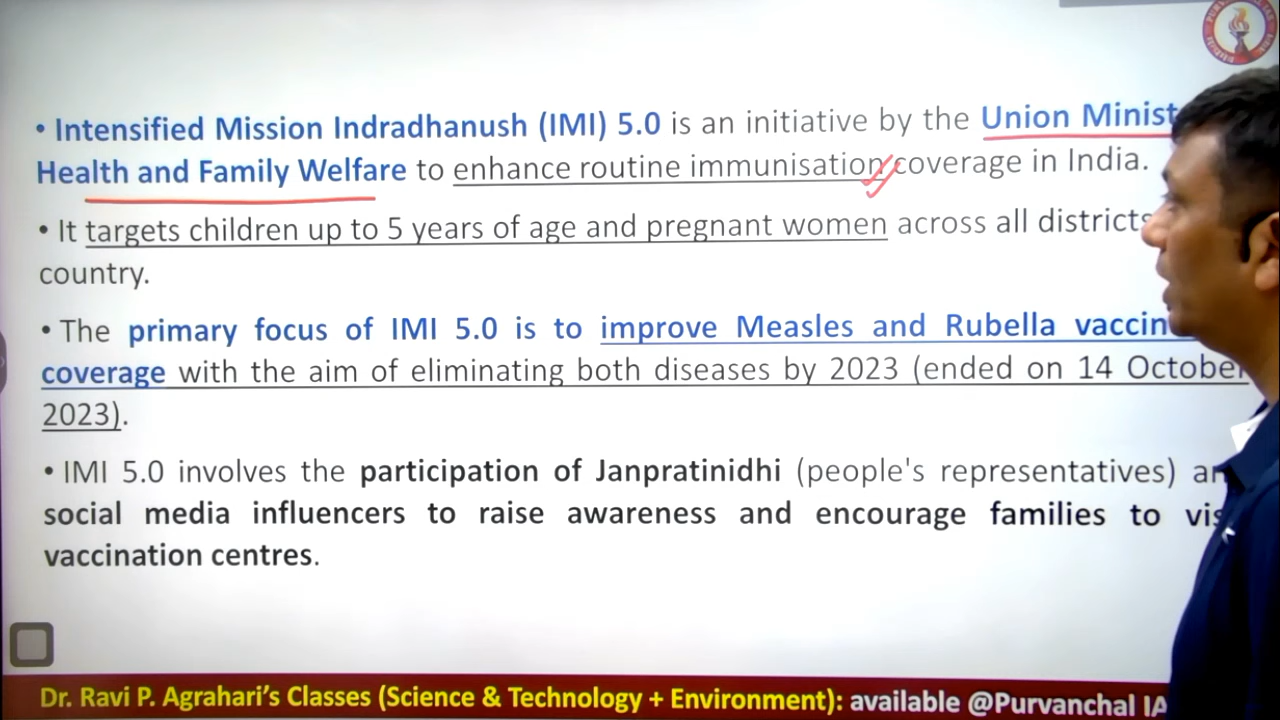 • Intensified Mission Indradhanush (IMI) 5.0 is an initiative by the Union
Health and Family Welfare to enhance routine immunisation coverage in India.
• It targets children up to 5 years of age and pregnant women across all districts
country.
• The primary focus of IMI 5.0 is to improve Measles and Rubella
coverage with the aim of eliminating both diseases by 2023 (ended on 14 October
2023).
• IMI 5.0 involves the participation of Janpratinidhi (people's representatives)
social media influencers to raise awareness and encourage families to
vaccination centres.
Dr. Ravi P. Agrahari's Classes (Science & Technology + Environment): available @Purvanchal